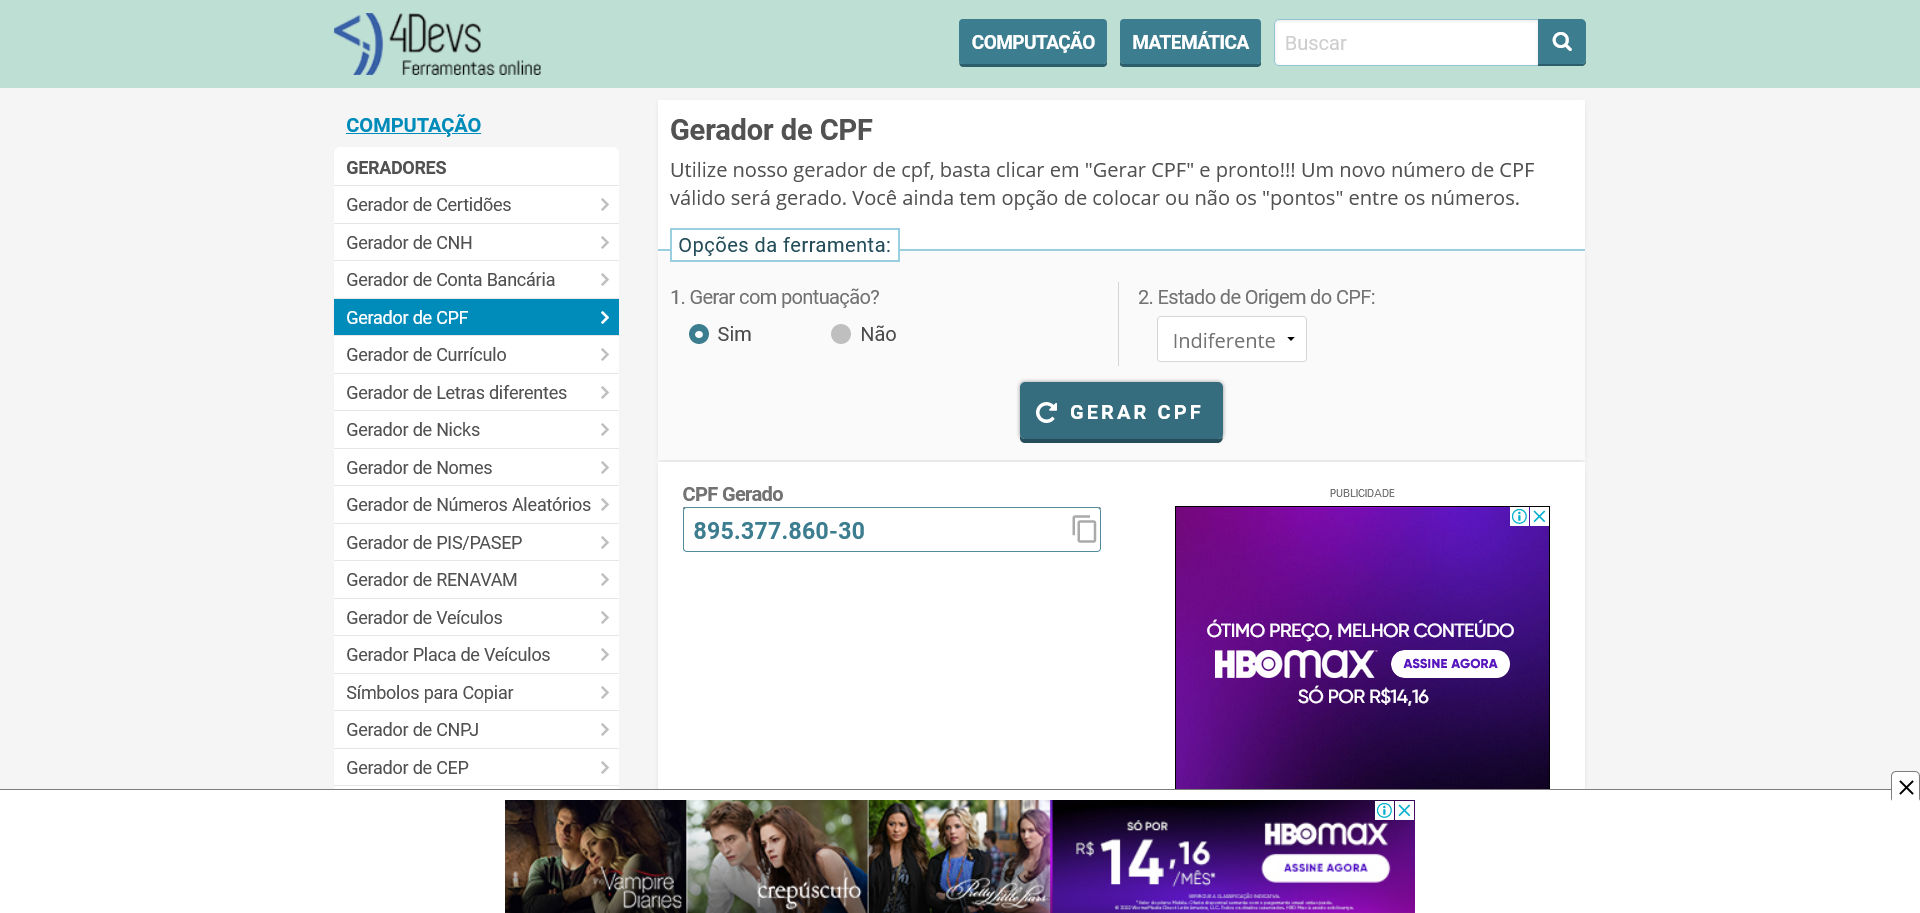 4Devs
Ferramentas online
COMPUTAÇÃO
MATEMÁTICA
Buscar
COMPUTAÇÃO
GERADORES
Gerador de Certidões
Gerador de CNH
Gerador de Conta Bancária
Gerador de CPF
Gerador de Currículo
Gerador de Letras diferentes
Gerador de Nicks
Gerador de Nomes
Gerador de Números Aleatórios
Gerador de PIS/PASEP
Gerador de RENAVAM
Gerador de Veículos
Gerador Placa de Veículos
Símbolos para Copiar
Gerador de CNPJ
Gerador de CEP
Gerador de CPF
Utilize nosso gerador de cpf, basta clicar em "Gerar CPF" e pronto!!! Um novo número de CPF
válido será gerado. Você ainda tem opção de colocar ou não os "pontos" entre os números.
Opções da ferramenta:
1. Gerar com pontuação?
Sim
Não
2. Estado de Origem do CPF:
Indiferente
GERAR CPF
CPF Gerado
895.377.860-30
PUBLICIDADE
ÓTIMO PREÇO, MELHOR CONTEÚDO
HBOMAX
ASSINE AGORA
SÓ POR R$14,16
The Vampire
Diaries
crepúsculo
Pretty Little Liars
SÓ POR
R$ 14,16
/MÊS*
HBOMAX
ASSINE AGORA